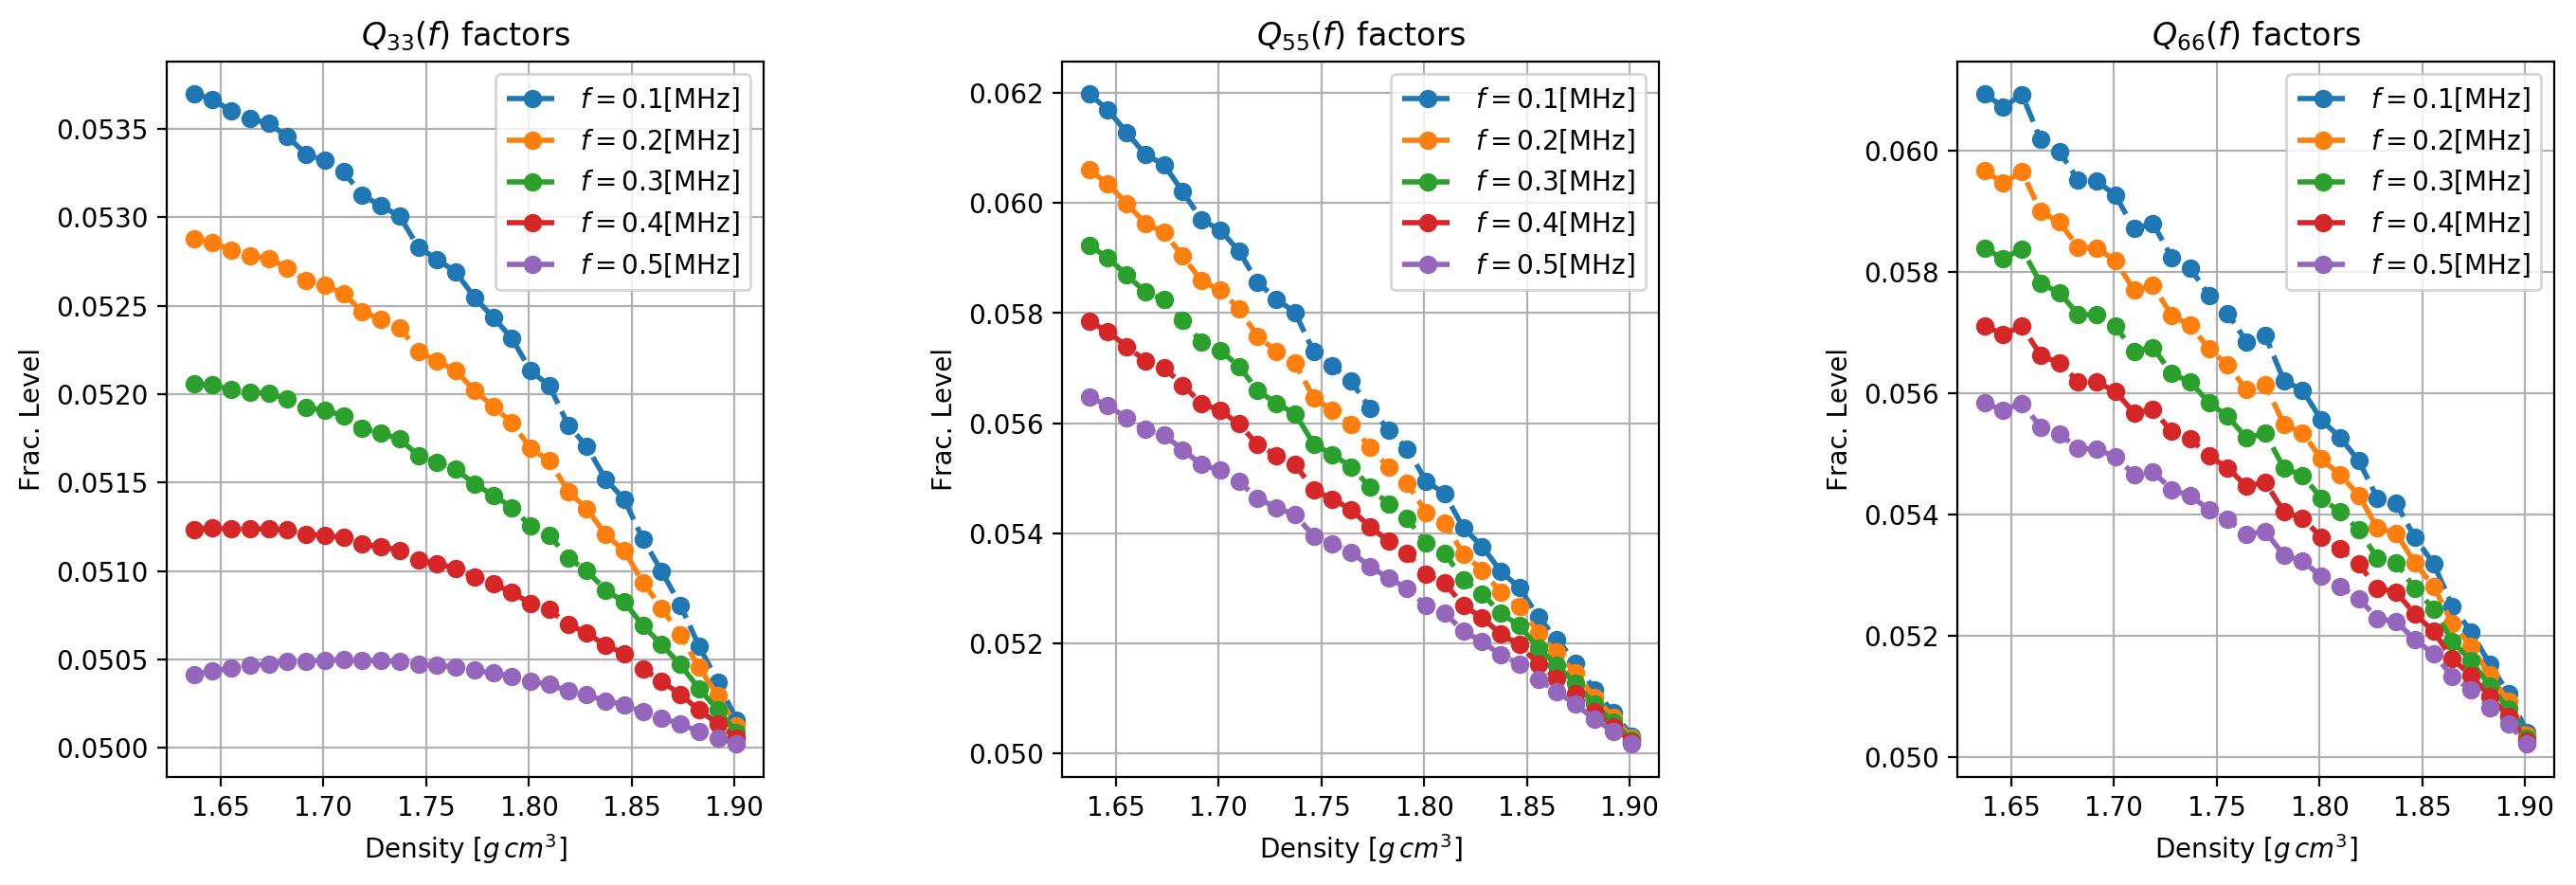 Q₃₃(f) factors
Frac. Level
0.0535
0.0530
0.0525
0.0520
0.0515
0.0510
0.0505
0.0500
f = 0.1[MHz]
f = 0.2[MHz]
f = 0.3[MHz]
f = 0.4[MHz]
f = 0.5[MHz]
1.65 1.70 1.75 1.80 1.85 1.90
Density [g cm³]
Q₅₅(f) factors
Frac. Level
0.062
0.060
0.058
0.056
0.054
0.052
0.050
f = 0.1[MHz]
f = 0.2[MHz]
f = 0.3[MHz]
f = 0.4[MHz]
f = 0.5[MHz]
1.65 1.70 1.75 1.80 1.85 1.90
Density [g cm³]
Q₆₆(f) factors
Frac. Level
0.060
0.058
0.056
0.054
0.052
0.050
f = 0.1[MHz]
f = 0.2[MHz]
f = 0.3[MHz]
f = 0.4[MHz]
f = 0.5[MHz]
1.65 1.70 1.75 1.80 1.85 1.90
Density [g cm³]